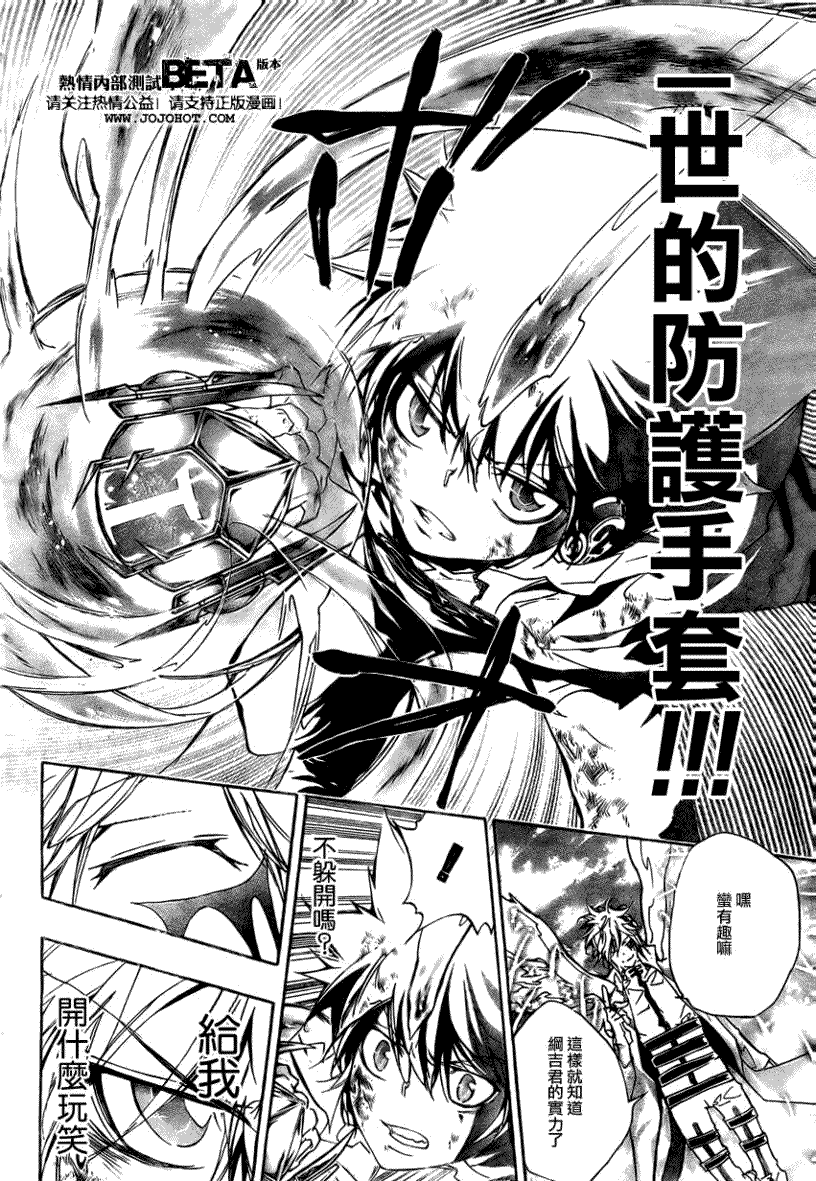 熱情內部測試BETA版本
请关注热情公益! 请支持正版漫画!
WWW.JOJOHOT.COM
一世的防護手套!!!
ボッ
嘿
蠻有趣嘛
這樣就知道
綱吉君的實力了
!
不躲開嗎?
給我
開什麼玩笑